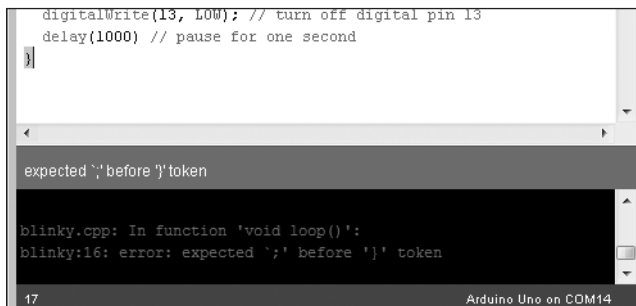 digitalWrite(13, LOW); // turn off digital pin 13
delay(1000) // pause for one second
}
expected `;' before '}' token
blinky.cpp: In function 'void loop()':
blinky:16: error: expected `;' before '}' token
17 Arduino Uno on COM14